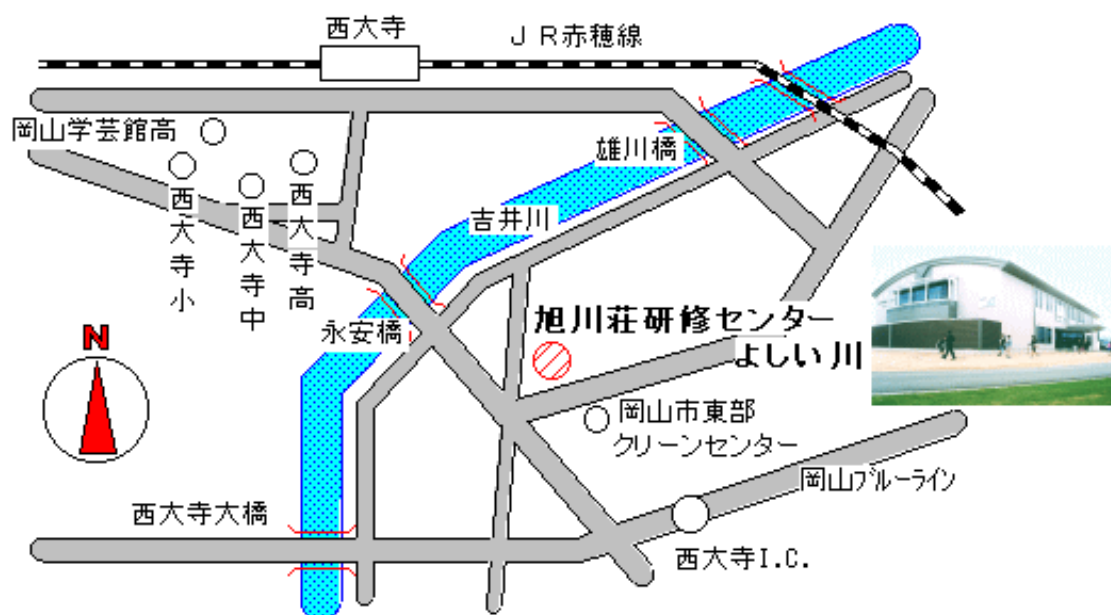 西大寺
ＪＲ赤穂線
岡山学芸館高
雄川橋
西大寺小
西大寺中
西大寺高
吉井川
永安橋
旭川荘研修センター
よしい川
N
岡山市東部
クリーンセンター
岡山ﾌﾞﾙｰﾗｲﾝ
西大寺大橋
西大寺I.C.